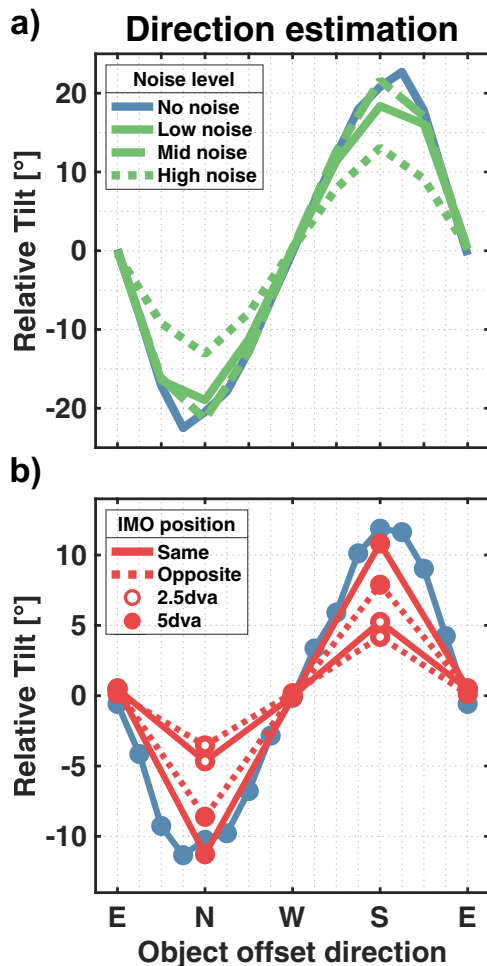 a)
Direction estimation
Noise level
No noise
Low noise
Mid noise
High noise
20
10
0
-10
-20
Relative Tilt [°]
b)
IMO position
Same
Opposite
2.5dva
5dva
10
5
0
-5
-10
Relative Tilt [°]
E N W S E
Object offset direction